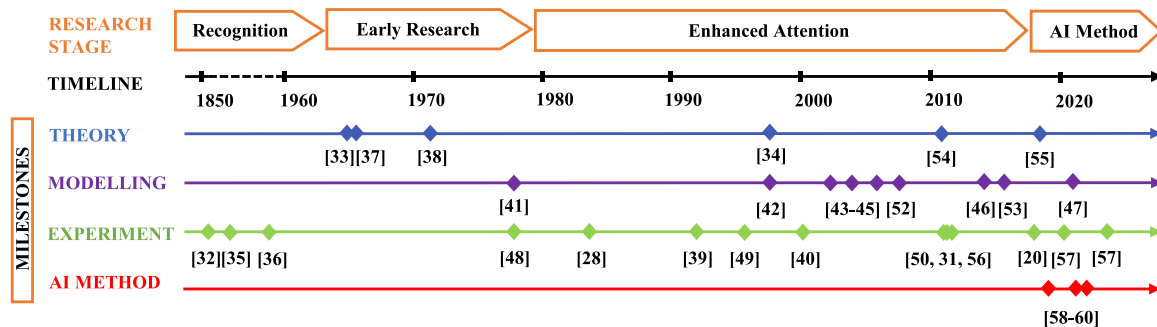 RESEARCH STAGE
Recognition
Early Research
Enhanced Attention
AI Method
TIMELINE
1850 1960 1970 1980 1990 2000 2010 2020
MILESTONES
THEORY
[33] [37] [38] [34] [54] [55]
MODELLING
[41] [42] [43-45] [52] [46] [53] [47]
EXPERIMENT
[32] [35] [36] [48] [28] [39] [49] [40] [50, 31, 56] [20] [57] [57]
AI METHOD
[58-60]